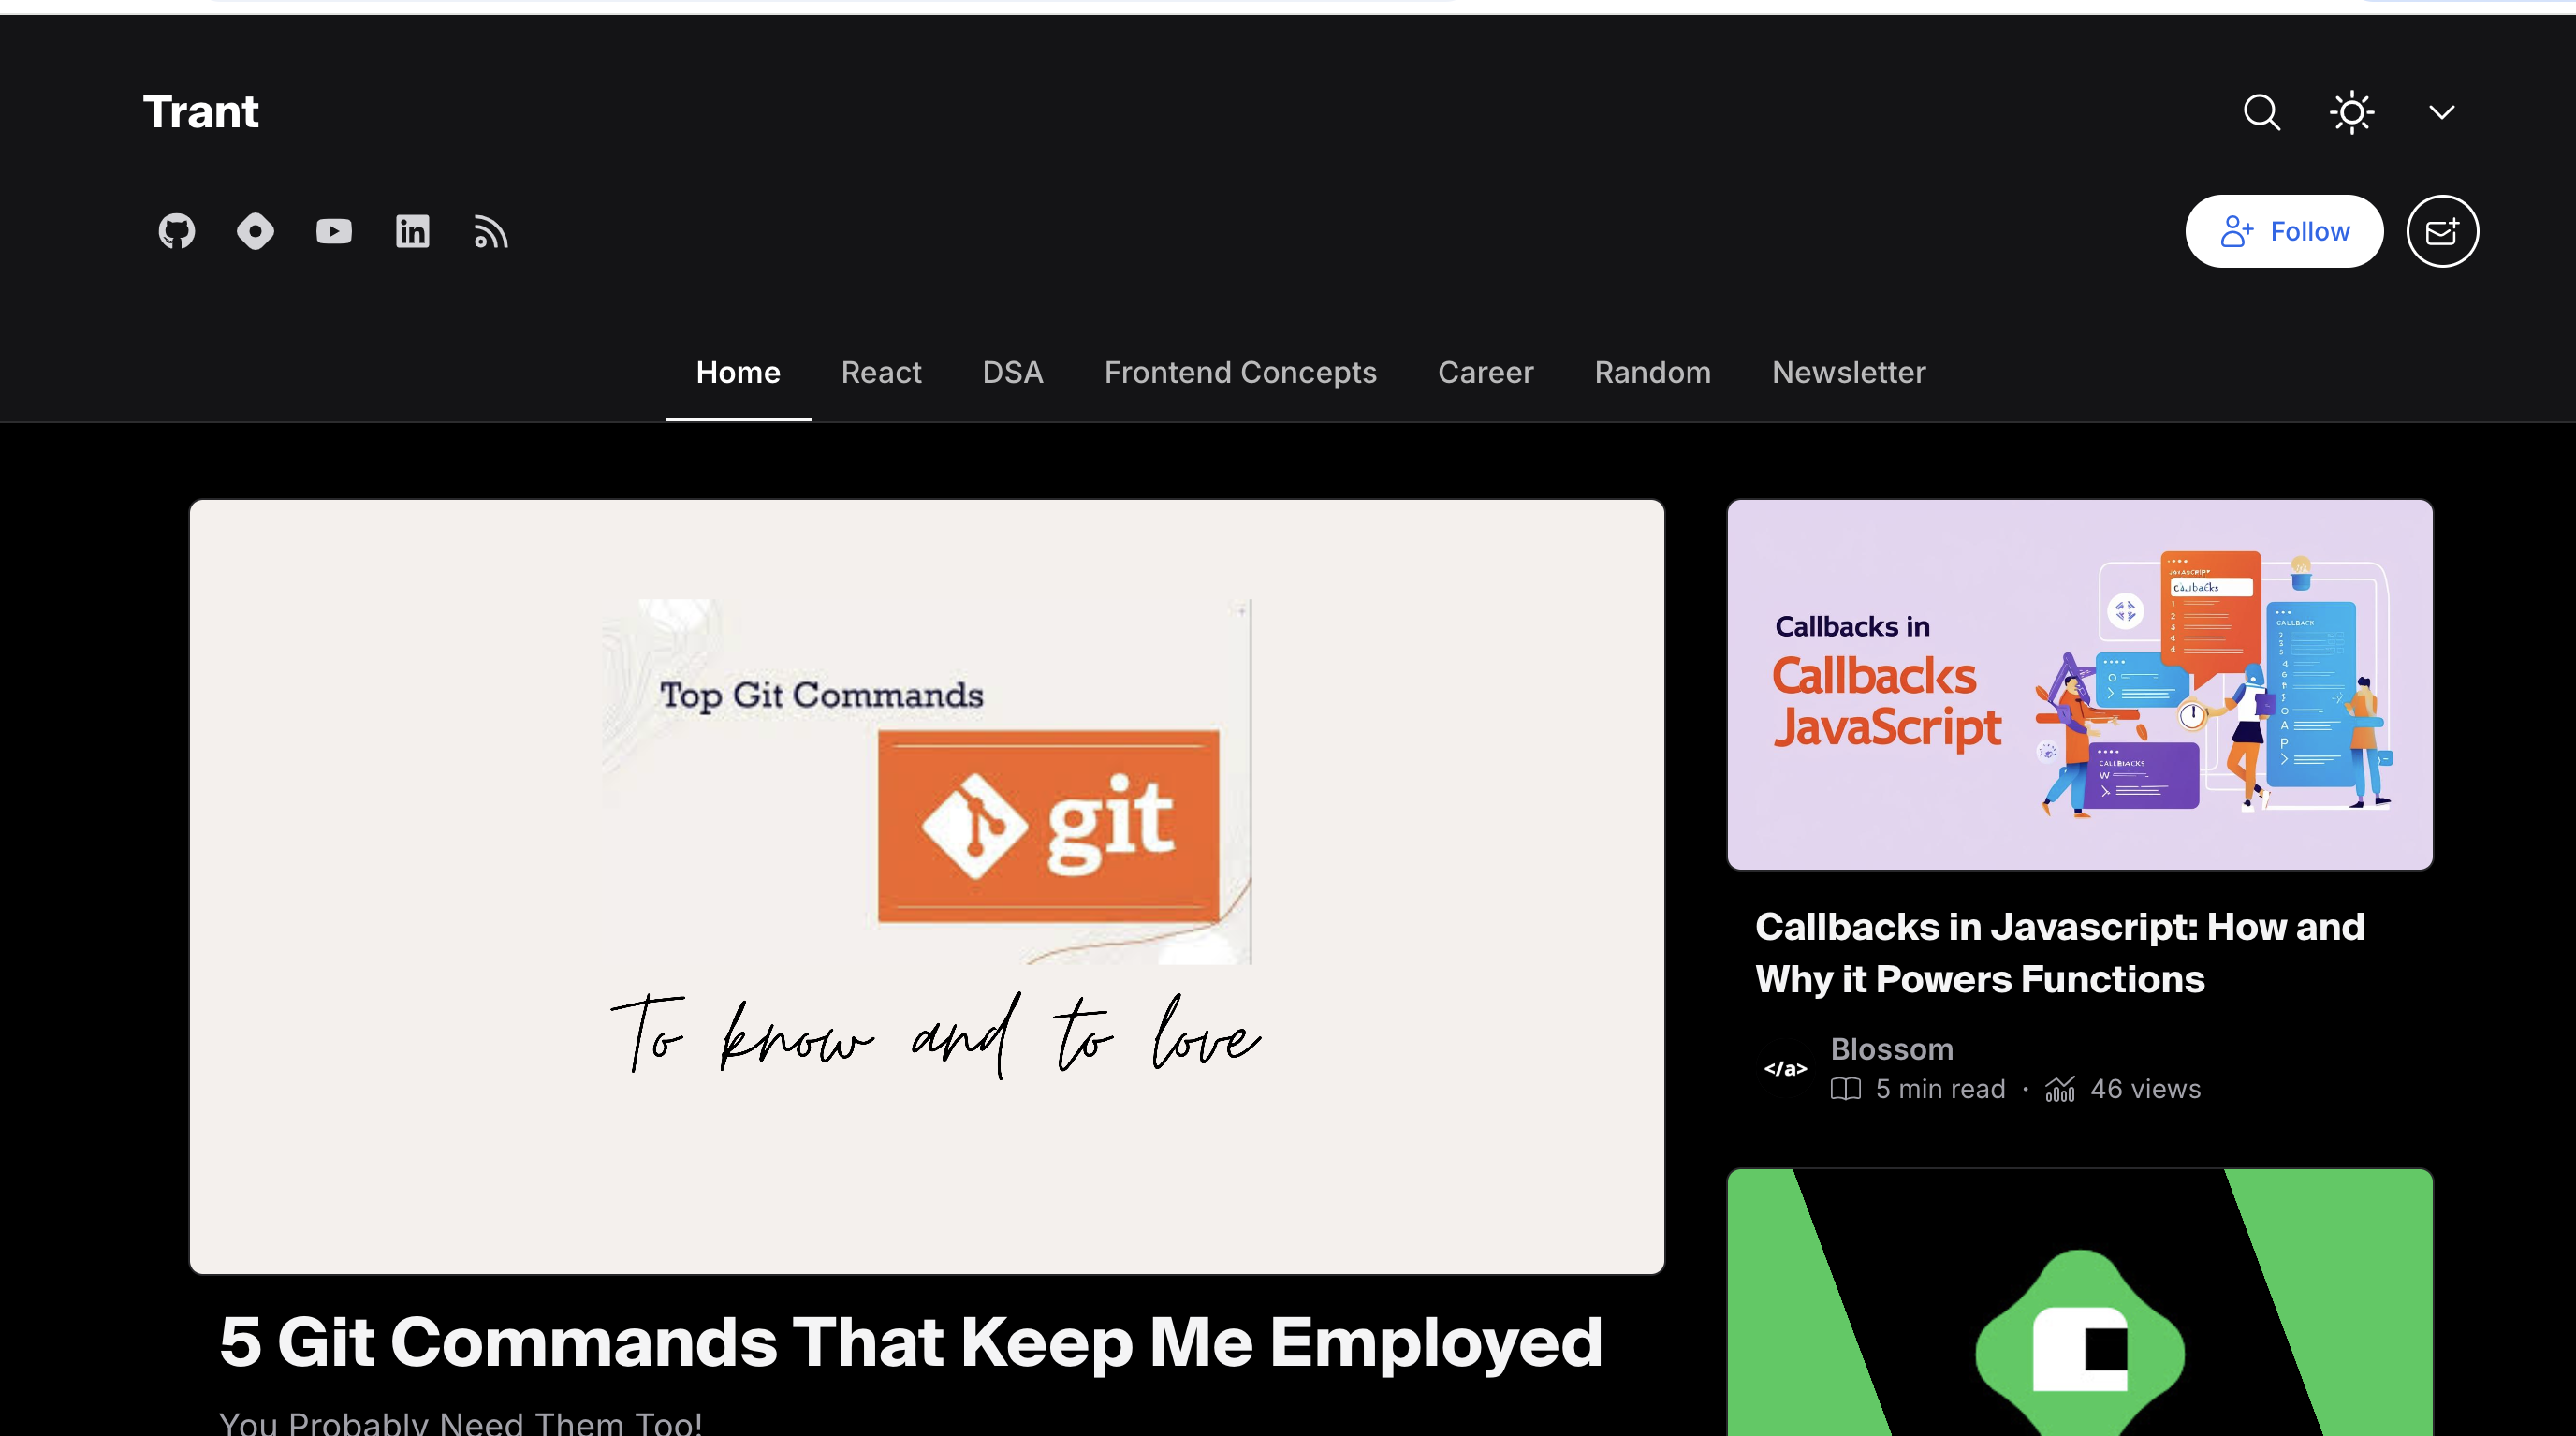 Trant
Follow
Home React DSA Frontend Concepts Career Random Newsletter
Top Git Commands
git
To know and to love
5 Git Commands That Keep Me Employed
You Probably Need Them Too!
Callbacks in
Callbacks
JavaScript
JAVASCRIPT
CALLBACK
Callbacks in Javascript: How and
Why it Powers Functions
</a>
Blossom
5 min read · 46 views